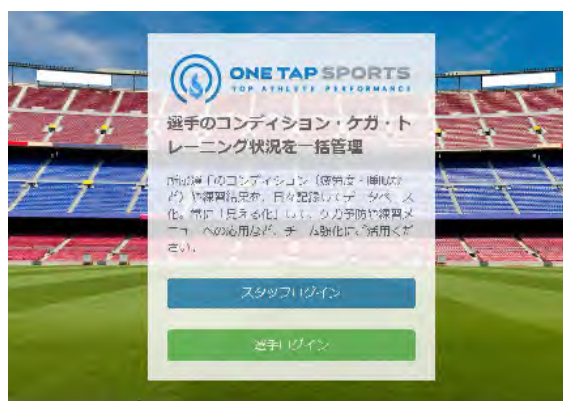 ONE TAP SPORTS
TOP ATHLETE PERFORMANCE
選手のコンディション・ケガ・ト
レーニング状況を一括管理
所属選手のコンディション（疲労度・睡眠な
ど）や練習結果を、日々記録してデータベース
化。常に「見える化」して、ケガ予防や練習メ
ニューへの応用など、チーム強化にご活用くだ
さい。
スタッフログイン
選手ログイン